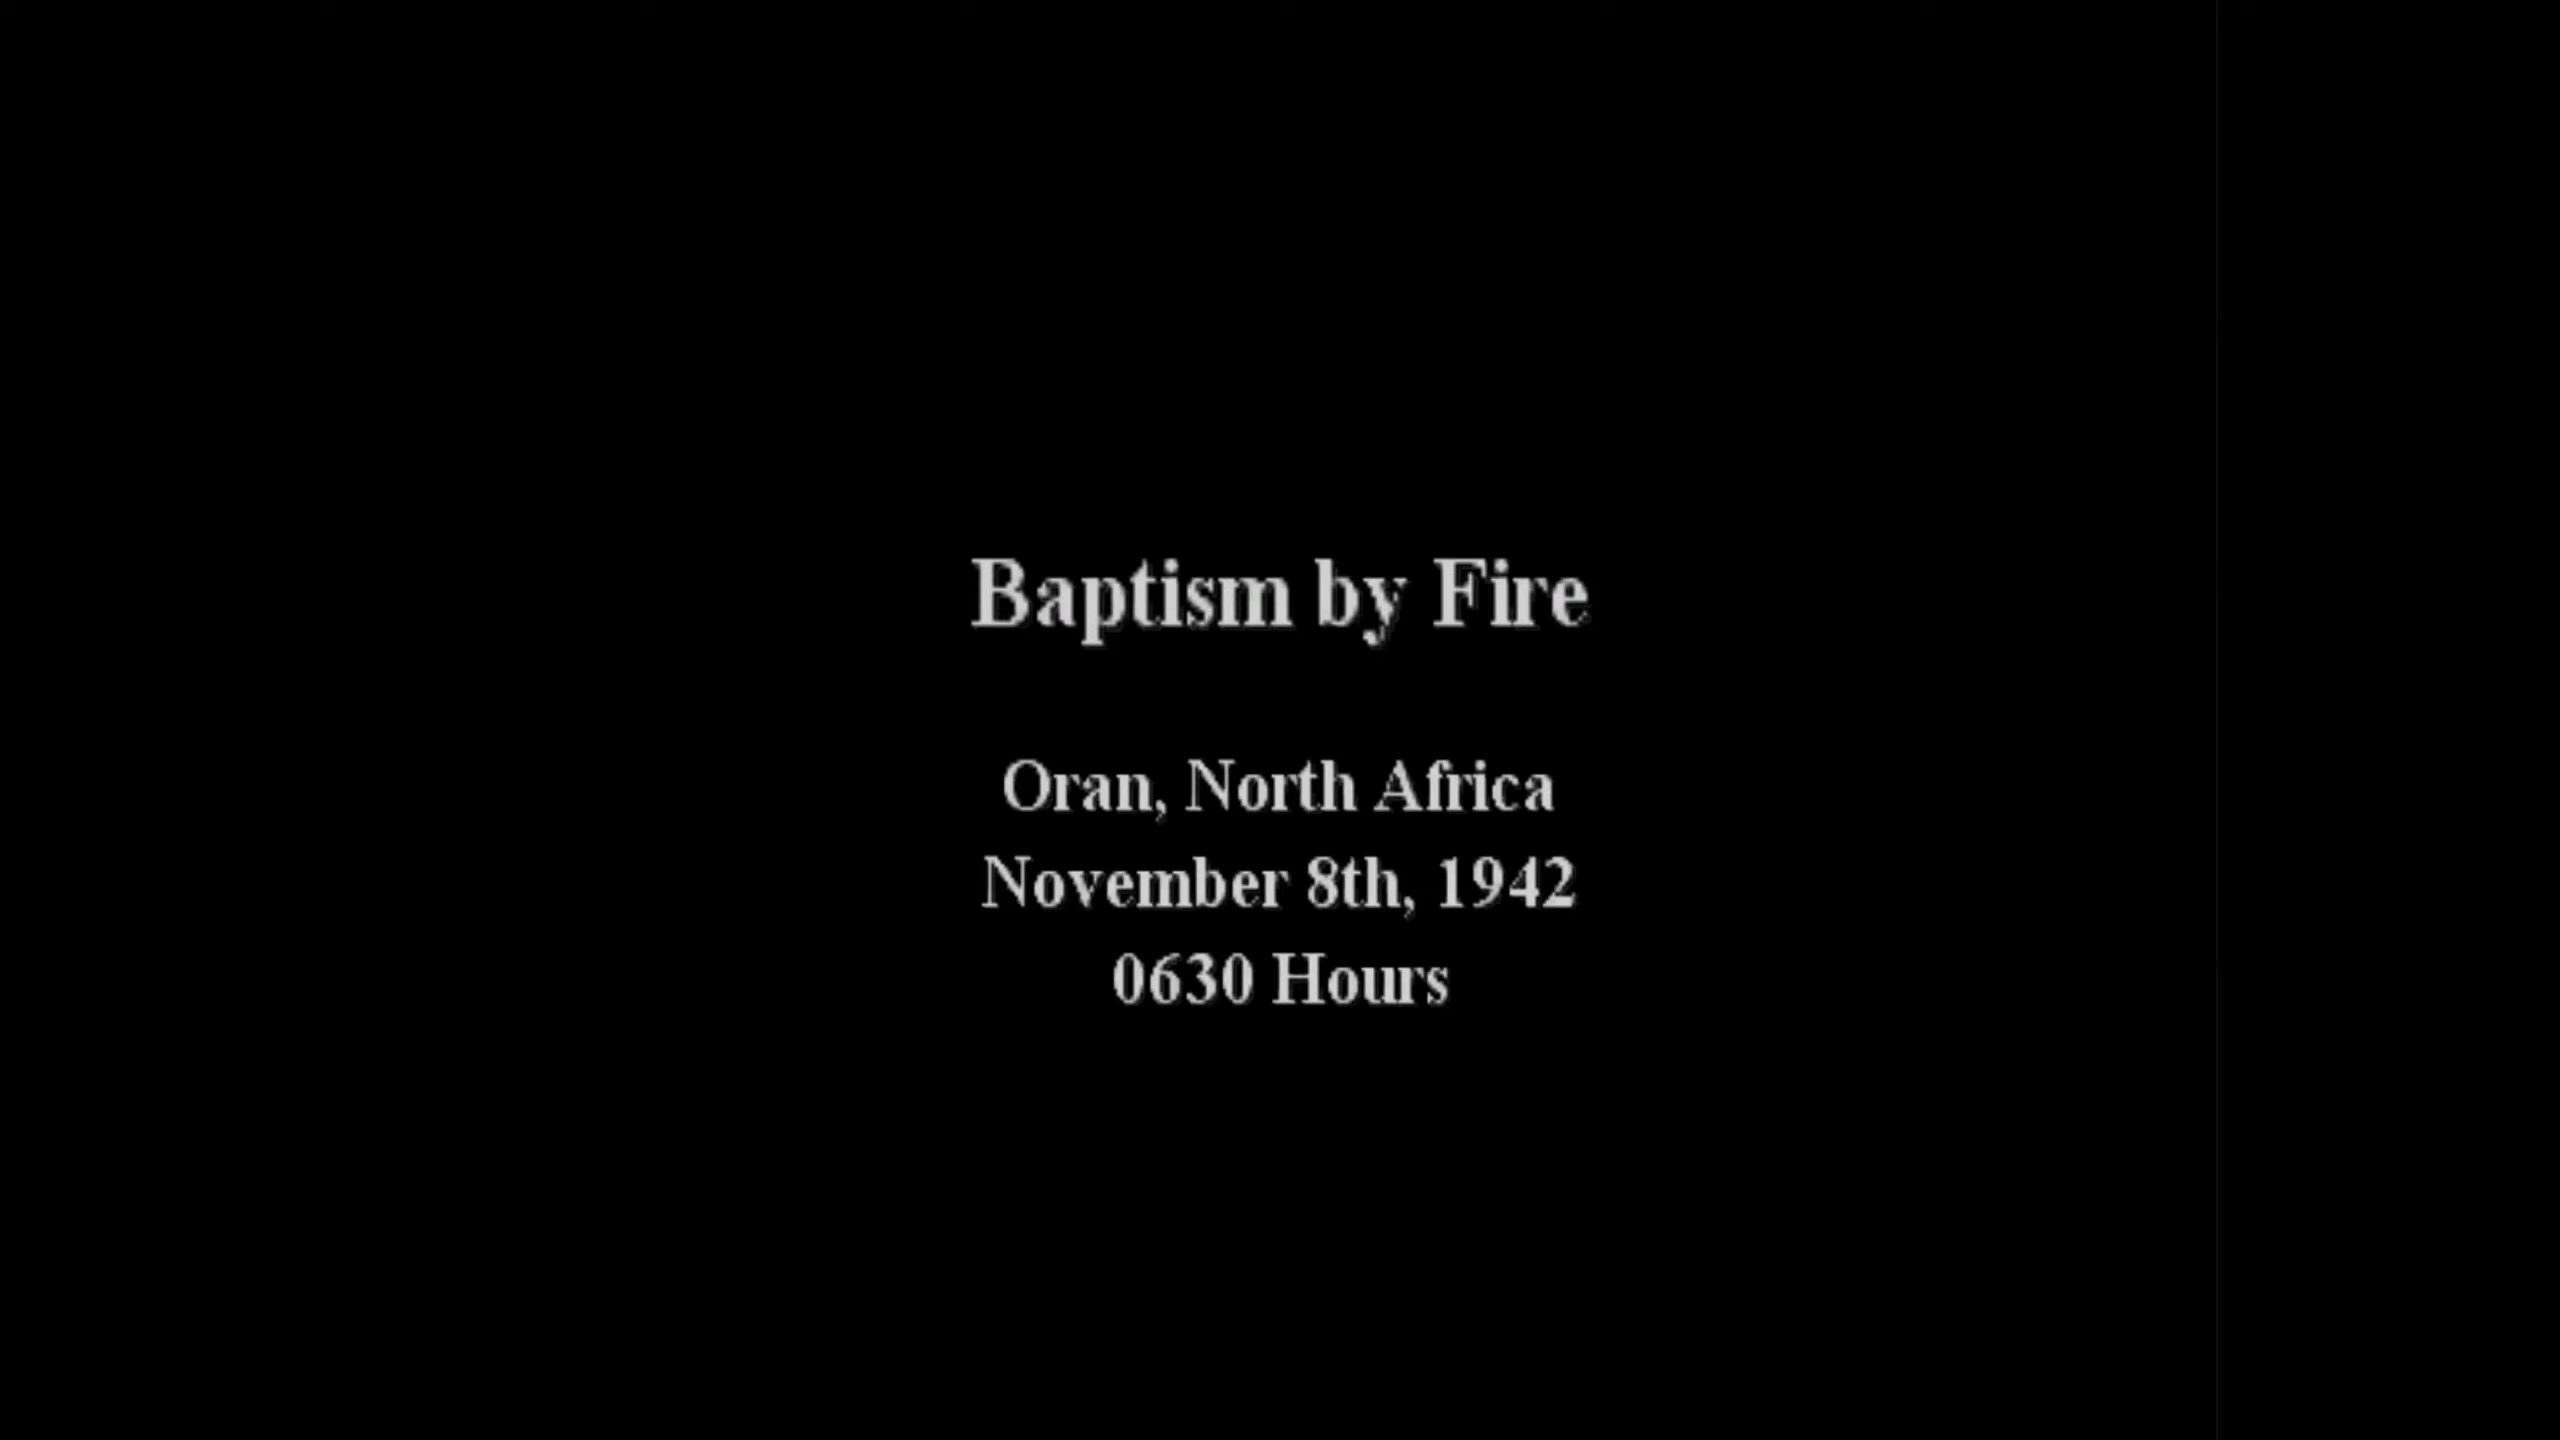 Baptism by Fire
Oran, North Africa
November 8th, 1942
0630 Hours